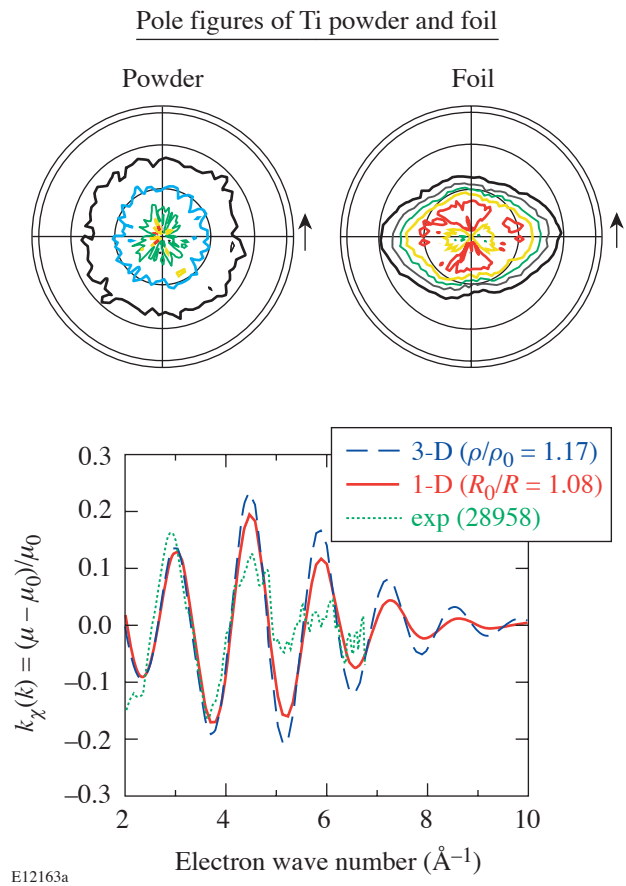 Pole figures of Ti powder and foil
Powder
Foil
3-D (ρ/ρ0 = 1.17)
1-D (R0/R = 1.08)
exp (28958)
0.3
0.2
0.1
0.0
–0.1
–0.2
–0.3
kχ(k) = (μ – μ0)/μ0
2
4
6
8
10
Electron wave number (Å–1)
E12163a